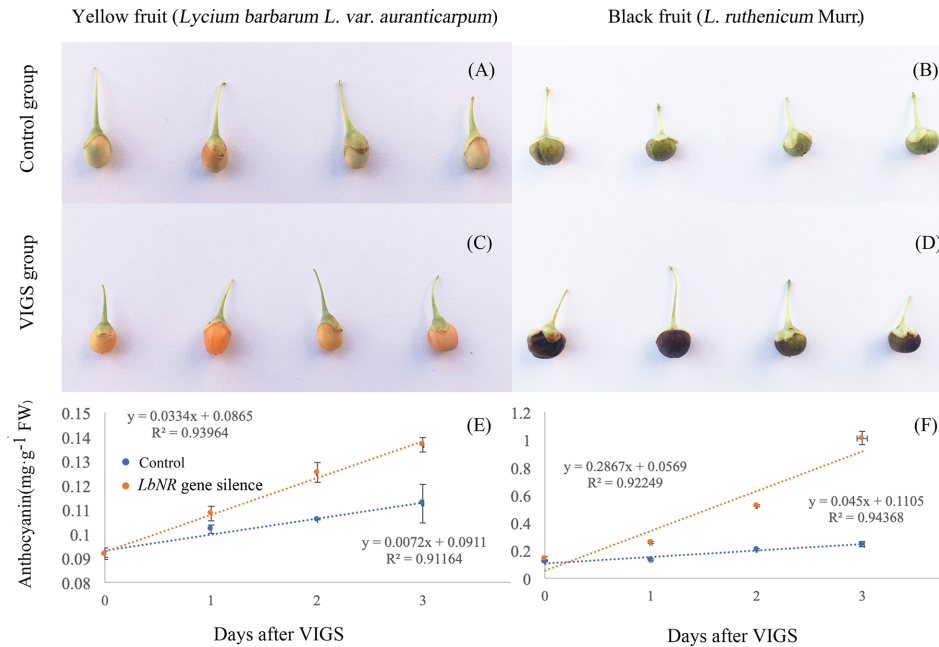 Yellow fruit (Lycium barbarum L. var. auranticarpum)
Black fruit (L. ruthenicum Murr.)
Control group
(A)
(B)
VIGS group
(C)
(D)
Anthocyanin(mg·g⁻¹ FW)
0.15
0.14
0.13
0.12
0.11
0.1
0.09
0.08
y = 0.0334x + 0.0865
R² = 0.93964
(E)
Control
LbNR gene silence
y = 0.0072x + 0.0911
R² = 0.91164
0
1
2
3
Days after VIGS
1.2
1
0.8
0.6
0.4
0.2
0
(F)
y = 0.2867x + 0.0569
R² = 0.92249
y = 0.045x + 0.1105
R² = 0.94368
0
1
2
3
Days after VIGS